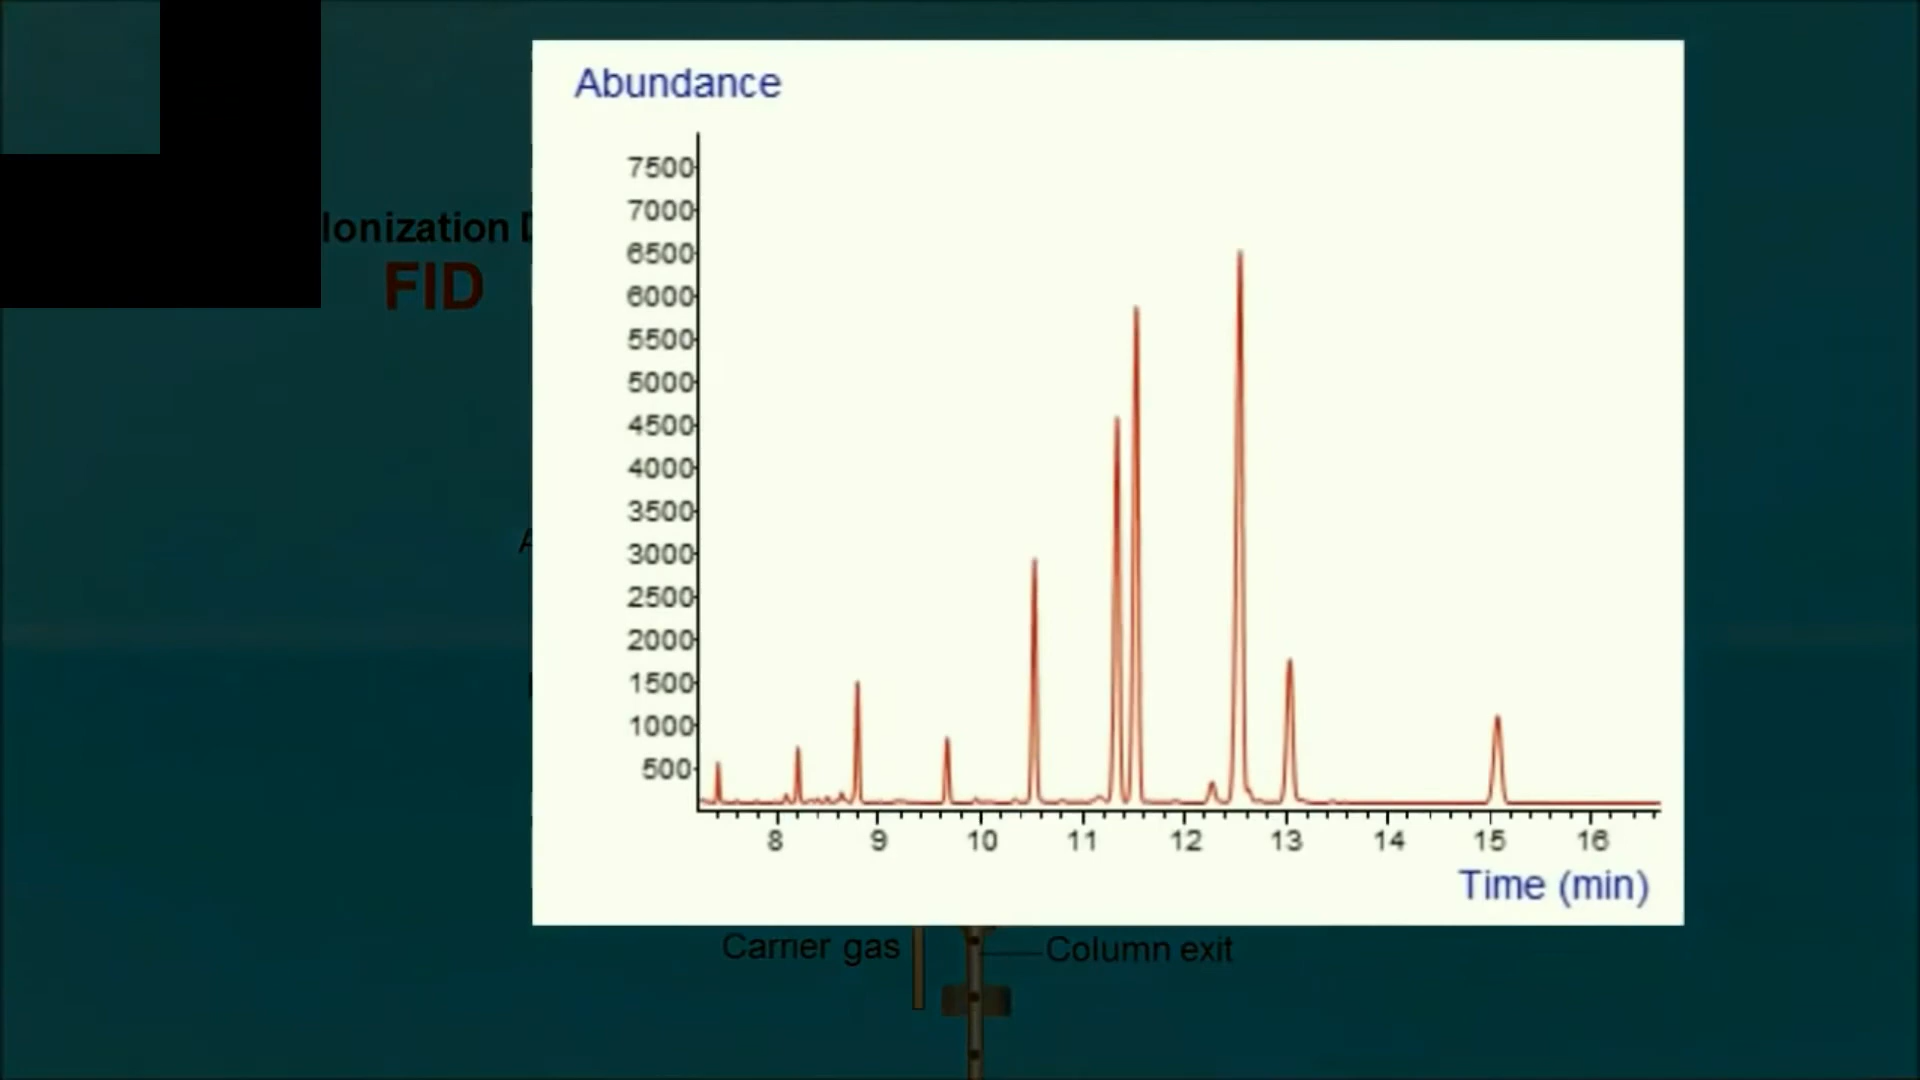 Abundance
7500
7000
Ionization D
6500
FID
6000
5500
5000
4500
4000
3500
3000
2500
2000
1500
1000
500
8 9 10 11 12 13 14 15 16
Time (min)
Carrier gas
Column exit